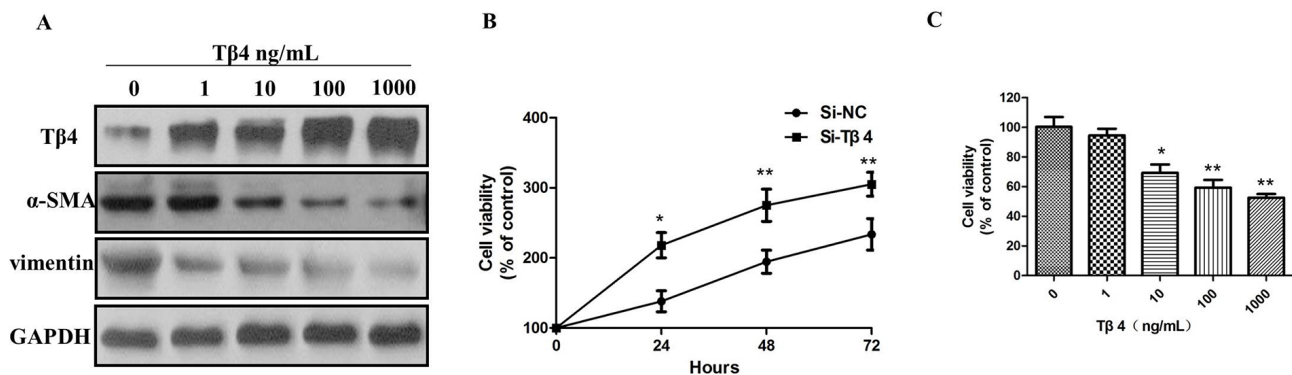 A
Tβ4 ng/mL
0 1 10 100 1000
Tβ4
α-SMA
vimentin
GAPDH
B
Cell viability
(% of control)
400
300
200
100
Si-NC
Si-Tβ 4
*
**
**
0 24 48 72
Hours
C
Cell viability
(% of control)
120
100
80
60
40
20
0
*
**
**
0 1 10 100 1000
Tβ 4（ ng/mL）